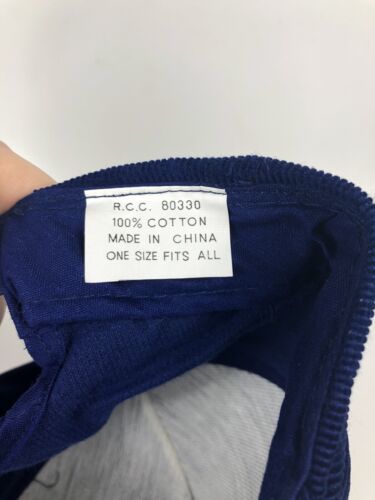 R.C.C. 80330
100% COTTON
MADE IN CHINA
ONE SIZE FITS ALL